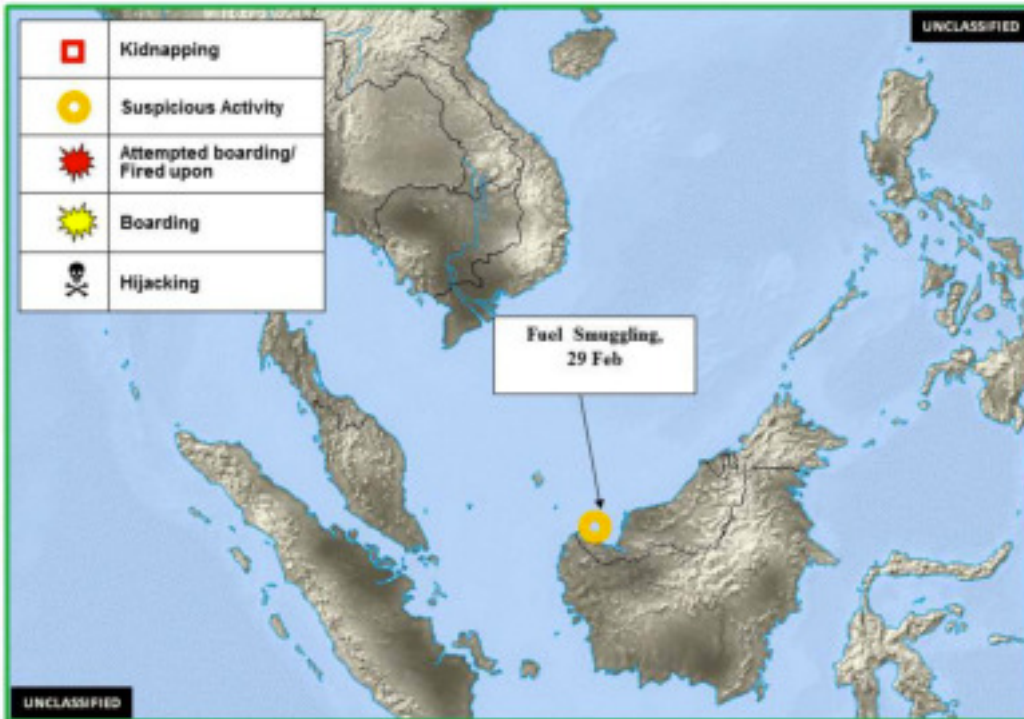 UNCLASSIFIED
Kidnapping
Suspicious Activity
Attempted boarding/
Fired upon
Boarding
Hijacking
Fuel Smuggling,
29 Feb
UNCLASSIFIED